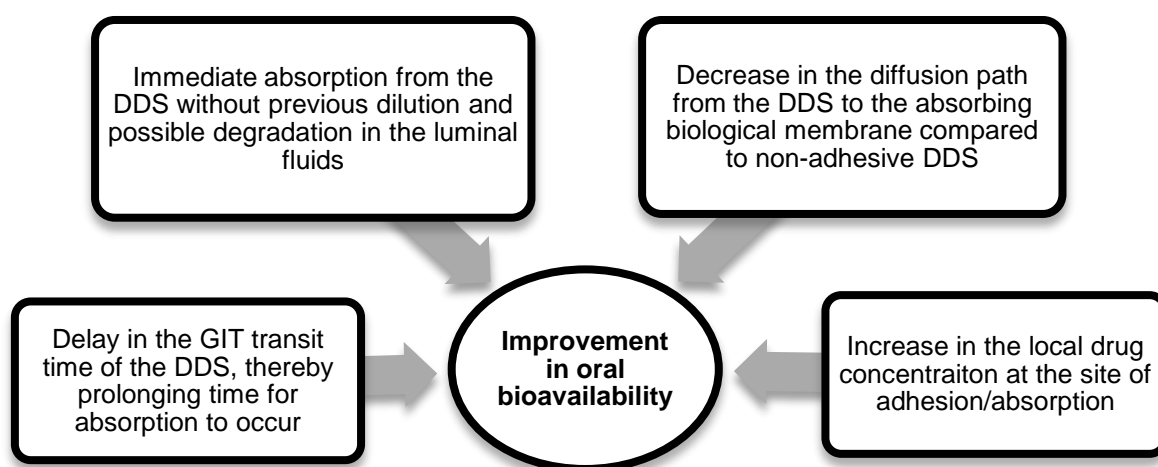 Immediate absorption from the
DDS without previous dilution and
possible degradation in the luminal
fluids
Decrease in the diffusion path
from the DDS to the absorbing
biological membrane compared
to non-adhesive DDS
Delay in the GIT transit
time of the DDS, thereby
prolonging time for
absorption to occur
Improvement
in oral
bioavailability
Increase in the local drug
concentraiton at the site of
adhesion/absorption